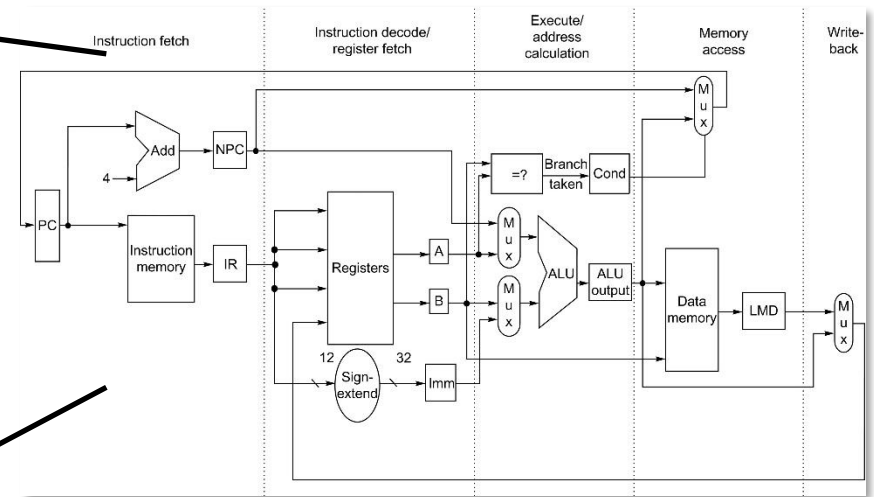 Instruction fetch
Instruction decode/
register fetch
Execute/
address
calculation
Memory
access
Write-
back
M
u
x
Add
NPC
4
=?
Branch
taken
Cond
PC
Instruction
memory
IR
Registers
A
B
M
u
x
M
u
x
ALU
ALU
output
Data
memory
LMD
M
u
x
12
32
Sign-
extend
Imm